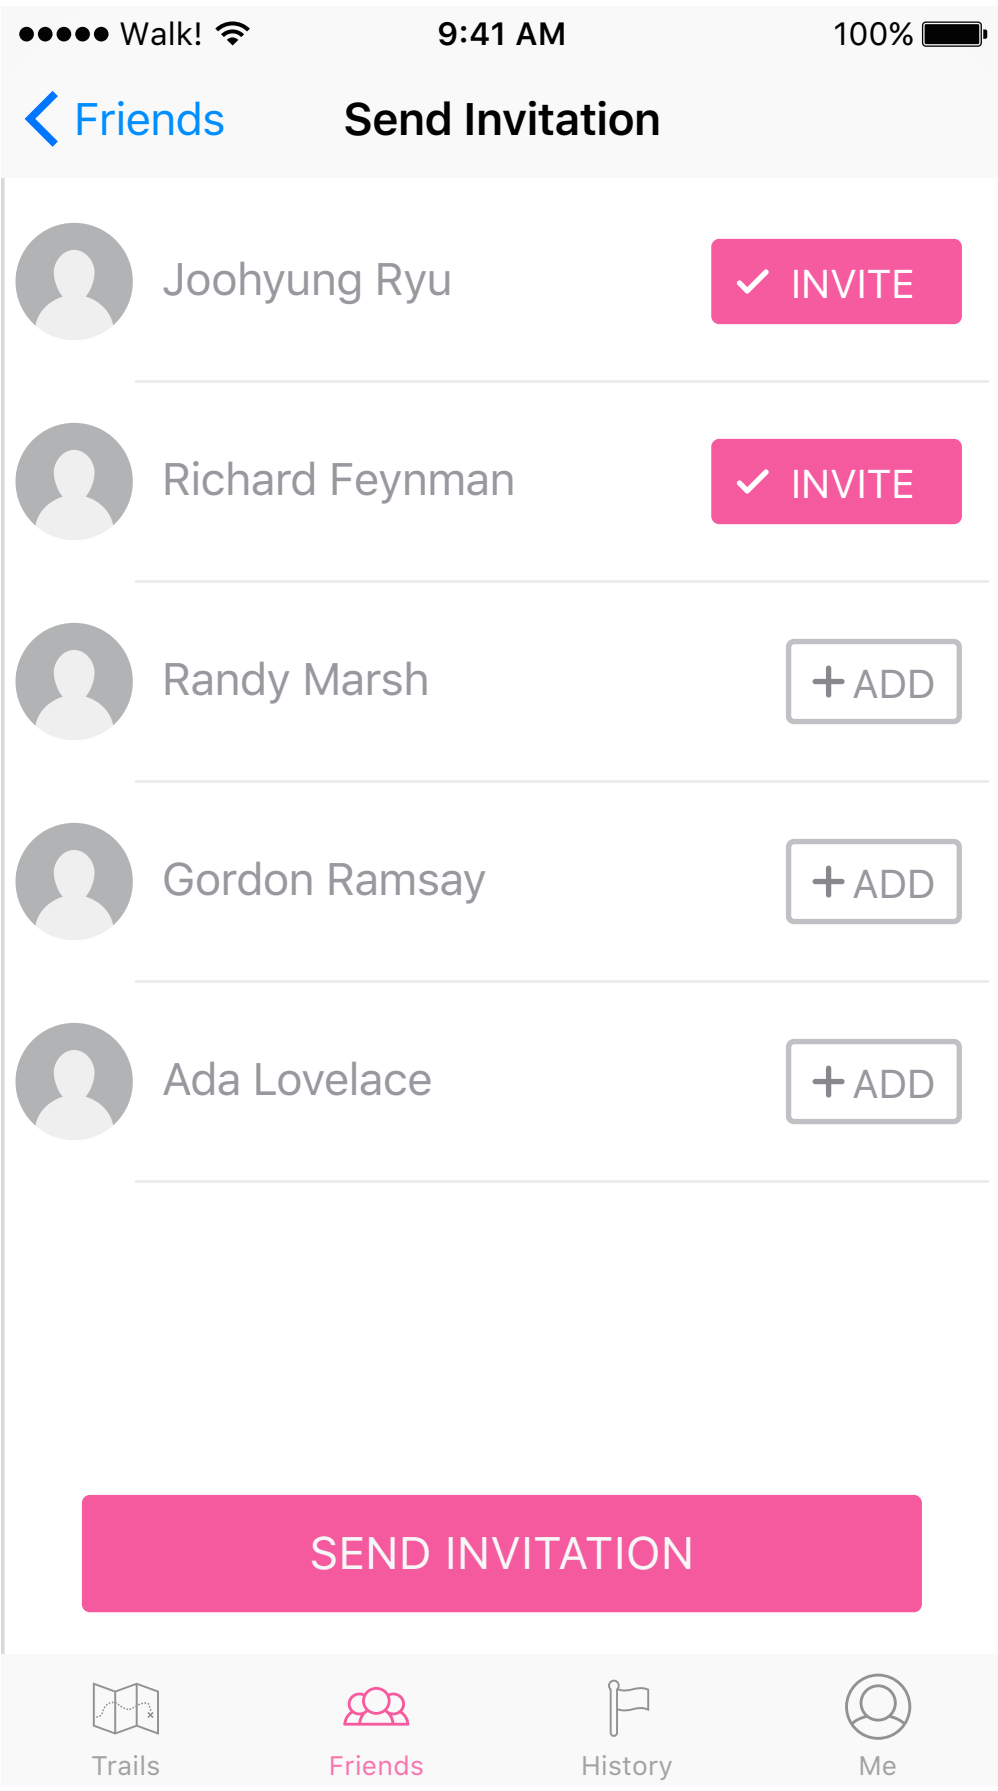 Walk! 9:41 AM 100%
Friends Send Invitation
Joohyung Ryu INVITE
Richard Feynman INVITE
Randy Marsh +ADD
Gordon Ramsay +ADD
Ada Lovelace +ADD
SEND INVITATION
Trails Friends History Me